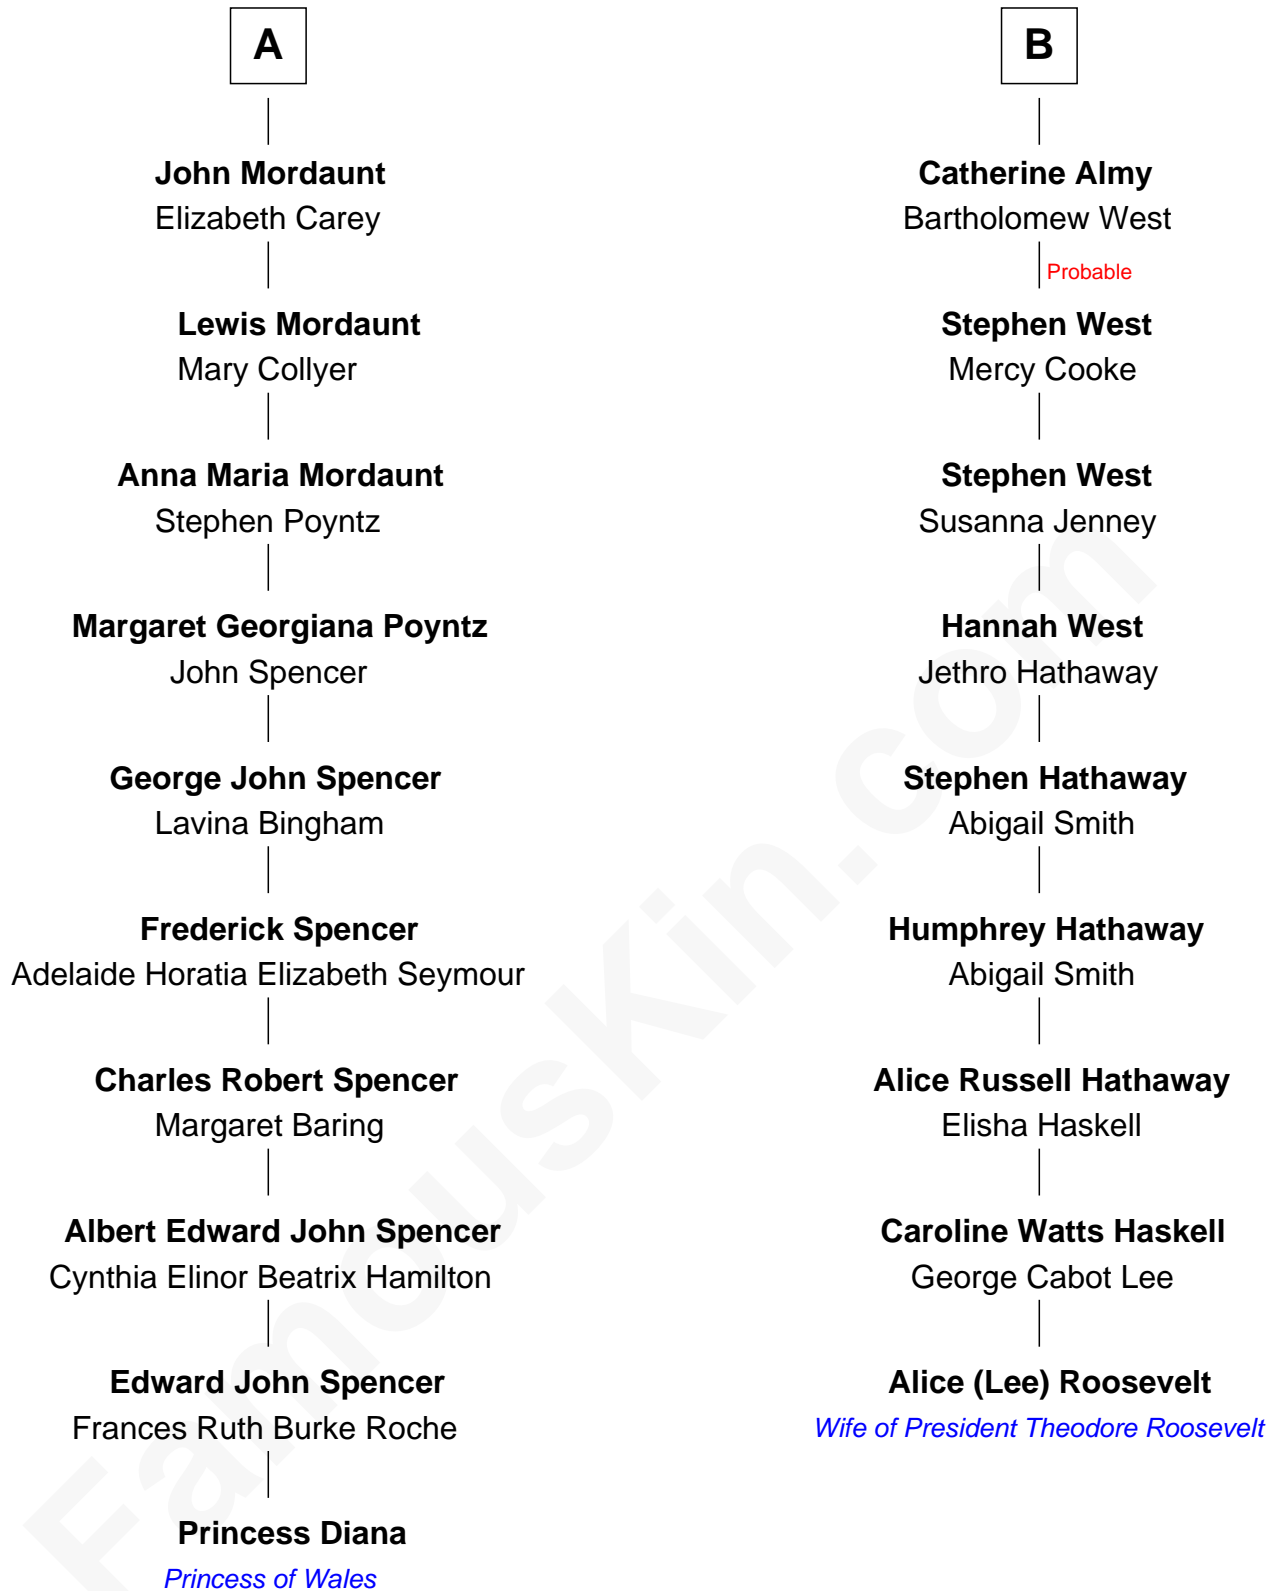 A
John Mordaunt
Elizabeth Carey
Lewis Mordaunt
Mary Collyer
Anna Maria Mordaunt
Stephen Poyntz
Margaret Georgiana Poyntz
John Spencer
George John Spencer
Lavina Bingham
Frederick Spencer
Adelaide Horatia Elizabeth Seymour
Charles Robert Spencer
Margaret Baring
Albert Edward John Spencer
Cynthia Elinor Beatrix Hamilton
Edward John Spencer
Frances Ruth Burke Roche
Princess Diana
Princess of Wales
B
Catherine Almy
Bartholomew West
Probable
Stephen West
Mercy Cooke
Stephen West
Susanna Jenney
Hannah West
Jethro Hathaway
Stephen Hathaway
Abigail Smith
Humphrey Hathaway
Abigail Smith
Alice Russell Hathaway
Elisha Haskell
Caroline Watts Haskell
George Cabot Lee
Alice (Lee) Roosevelt
Wife of President Theodore Roosevelt
FamousKin.com